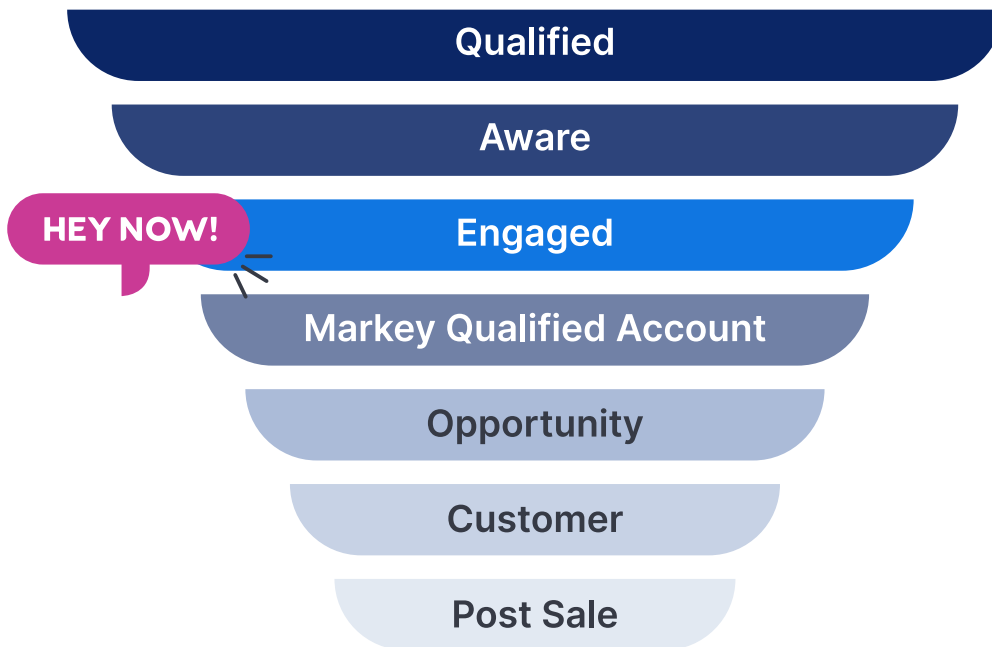 Qualified
Aware
HEY NOW!
Engaged
Markey Qualified Account
Opportunity
Customer
Post Sale